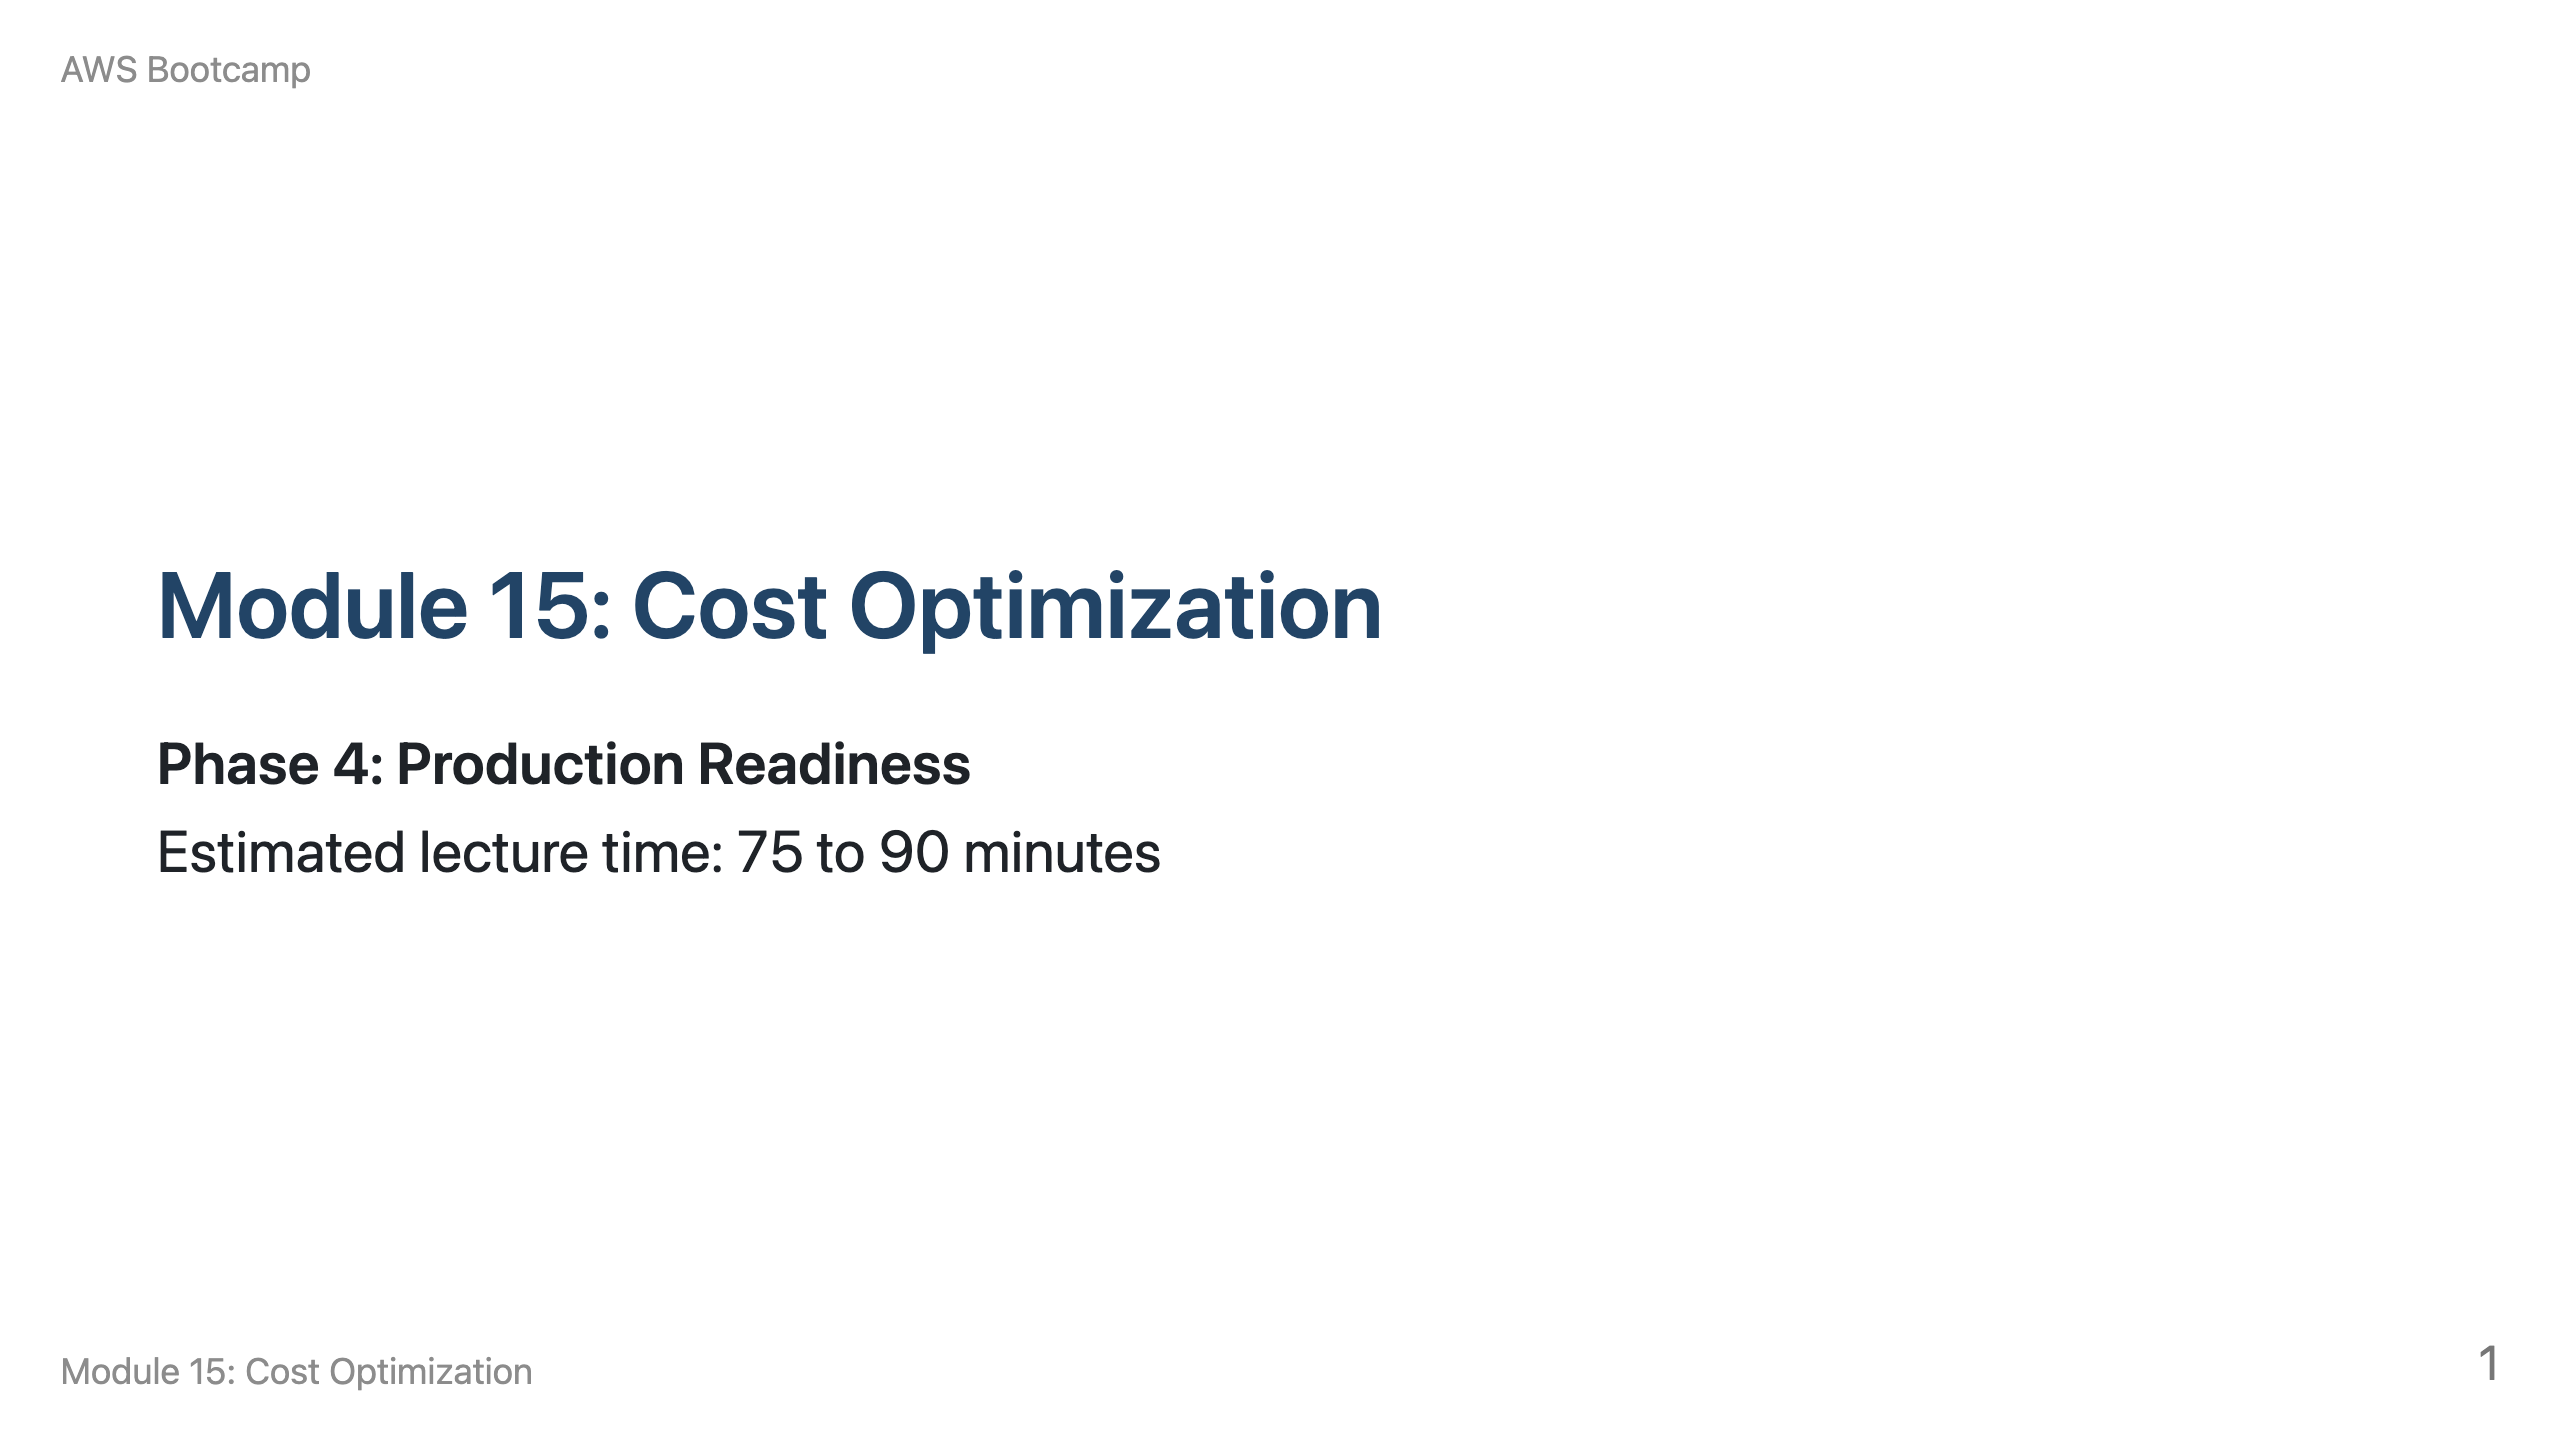 AWS Bootcamp
Module 15: Cost Optimization
Phase 4: Production Readiness
Estimated lecture time: 75 to 90 minutes
Module 15: Cost Optimization
1